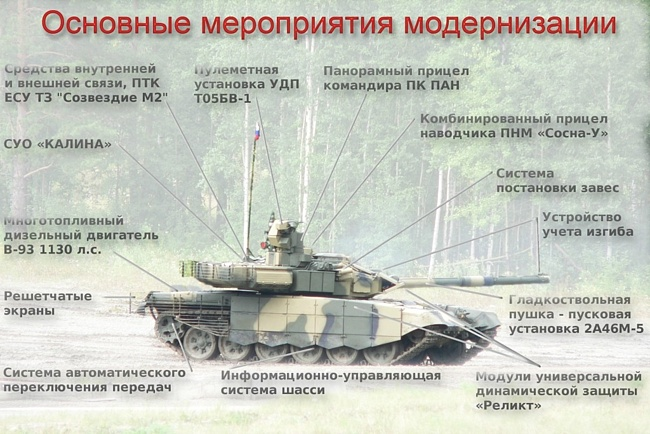 Основные мероприятия модернизации
Средства внутренней
и внешней связи, ПТК
ЕСУ ТЗ "Созвездие М2"
Пулеметная
установка УДП
Т05БВ-1
Панорамный прицел
командира ПК ПАН
Комбинированный прицел
наводчика ПНМ «Сосна-У»
СУО «КАЛИНА»
Система
постановки завес
Многотопливный
дизельный двигатель
В-93 1130 л.с.
Устройство
учета изгиба
Решетчатые
экраны
Гладкоствольная
пушка - пусковая
установка 2А46М-5
Система автоматического
переключения передач
Информационно-управляющая
система шасси
Модули универсальной
динамической защиты
«Реликт»